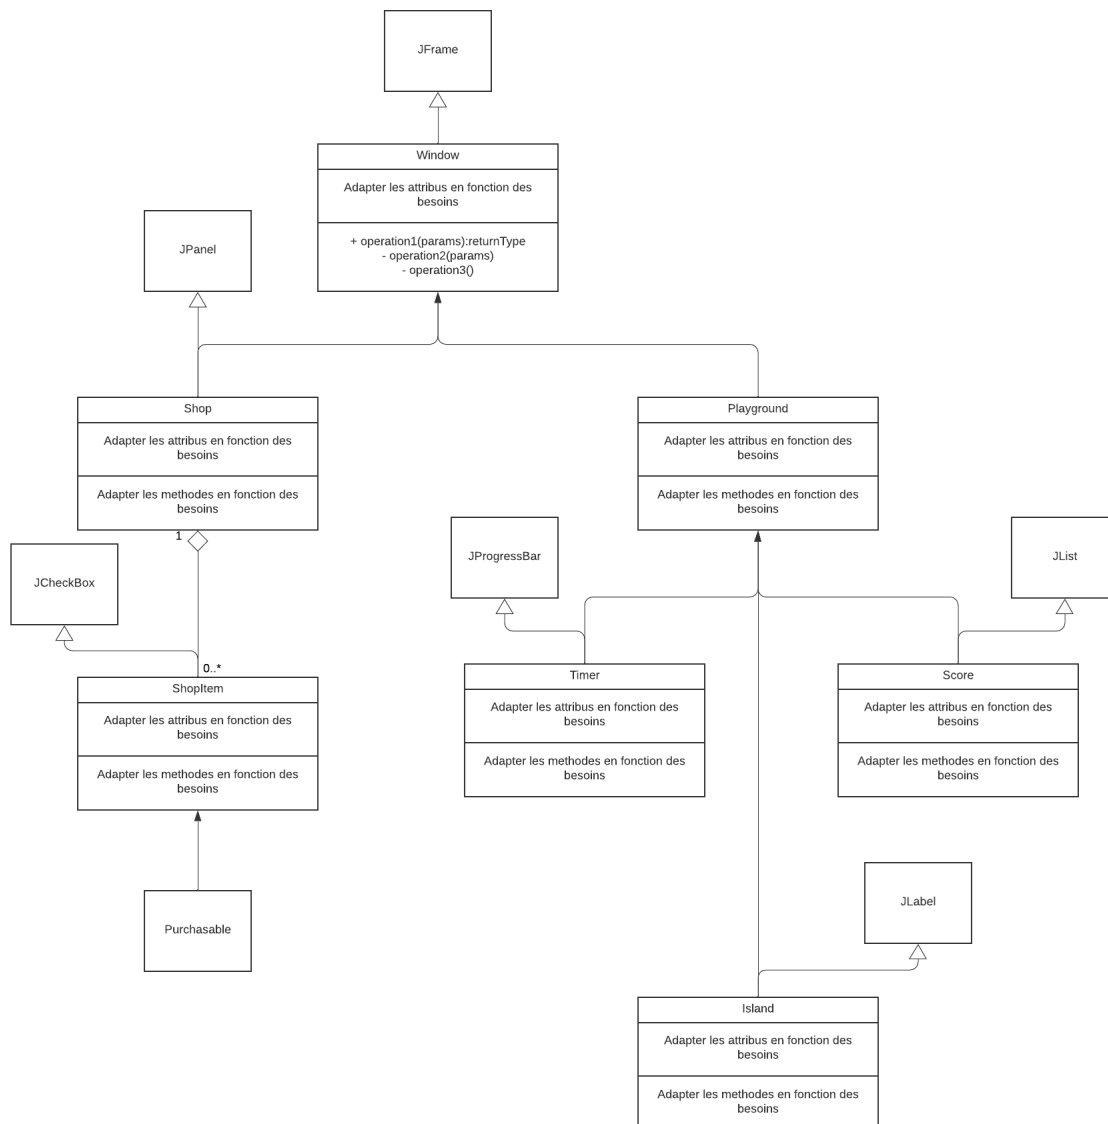 JFrame
Window
Adapter les attribus en fonction des
besoins
+ operation1(params):returnType
- operation2(params)
- operation3()
JPanel
Shop
Adapter les attribus en fonction des
besoins
Adapter les methodes en fonction des
besoins
Playground
Adapter les attribus en fonction des
besoins
Adapter les methodes en fonction des
besoins
1
JCheckBox
JProgressBar
JList
0..*
ShopItem
Adapter les attribus en fonction des
besoins
Adapter les methodes en fonction des
besoins
Timer
Adapter les attribus en fonction des
besoins
Adapter les methodes en fonction des
besoins
Score
Adapter les attribus en fonction des
besoins
Adapter les methodes en fonction des
besoins
Purchasable
JLabel
Island
Adapter les attribus en fonction des
besoins
Adapter les methodes en fonction des
besoins